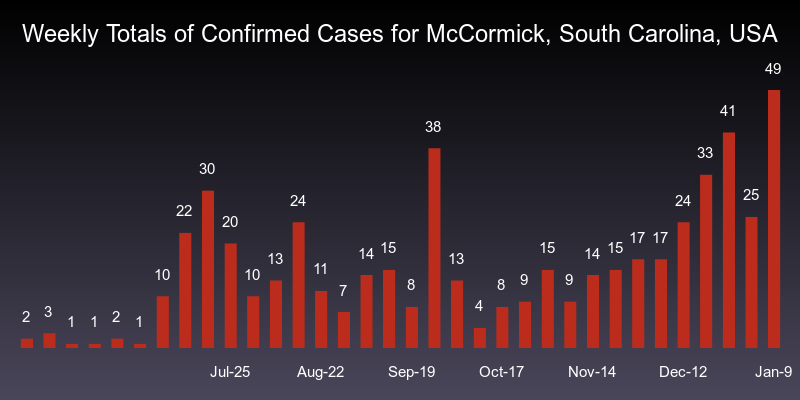 Weekly Totals of Confirmed Cases for McCormick, South Carolina, USA
2 3 1 1 2 1 10 22 30 20 10 13 24 11 7 14 15 8 38 13 4 8 9 15 9 14 15 17 17 24 33 41 25 49
Jul-25 Aug-22 Sep-19 Oct-17 Nov-14 Dec-12 Jan-9